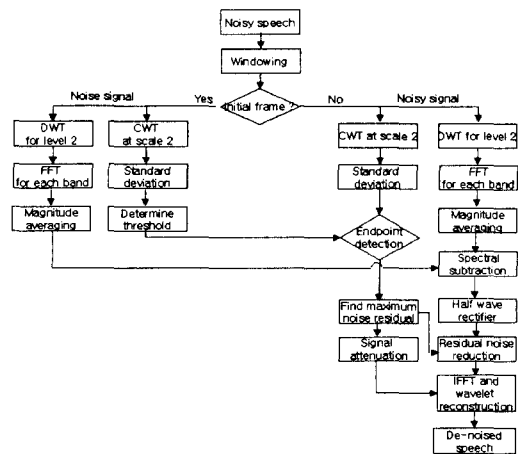 Noisy speech
Windowing
Initial frame ?
Noise signal
Yes
No
Noisy signal
DWT
for level 2
CWT
at scale 2
CWT at scale 2
DWT for level 2
FFT
for each band
Standard
deviation
Standard
deviation
FFT
for each band
Magnitude
averaging
Determine
threshold
Endpoint
detection
Magnitude
averaging
Spectral
subtraction
Find maximum
noise residual
Half wave
rectifier
Signal
attenuation
Residual noise
reduction
IFFT and
wavelet
reconstruction
De-noised
speech